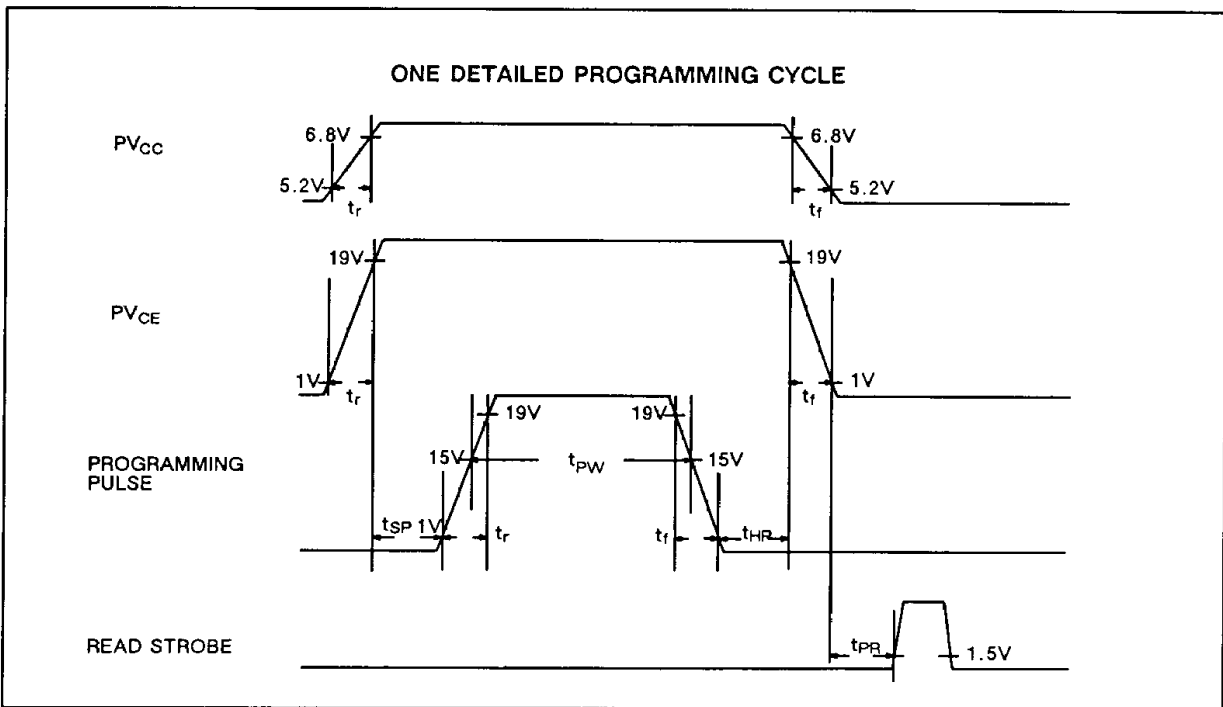 ONE DETAILED PROGRAMMING CYCLE
PVCC
6.8V
6.8V
5.2V
5.2V
tr
tf
19V
19V
PVCE
1V
1V
tr
tf
19V
19V
PROGRAMMING
PULSE
15V
tPW
15V
tSP
1V
tr
tf
tHR
READ STROBE
tPR
1.5V